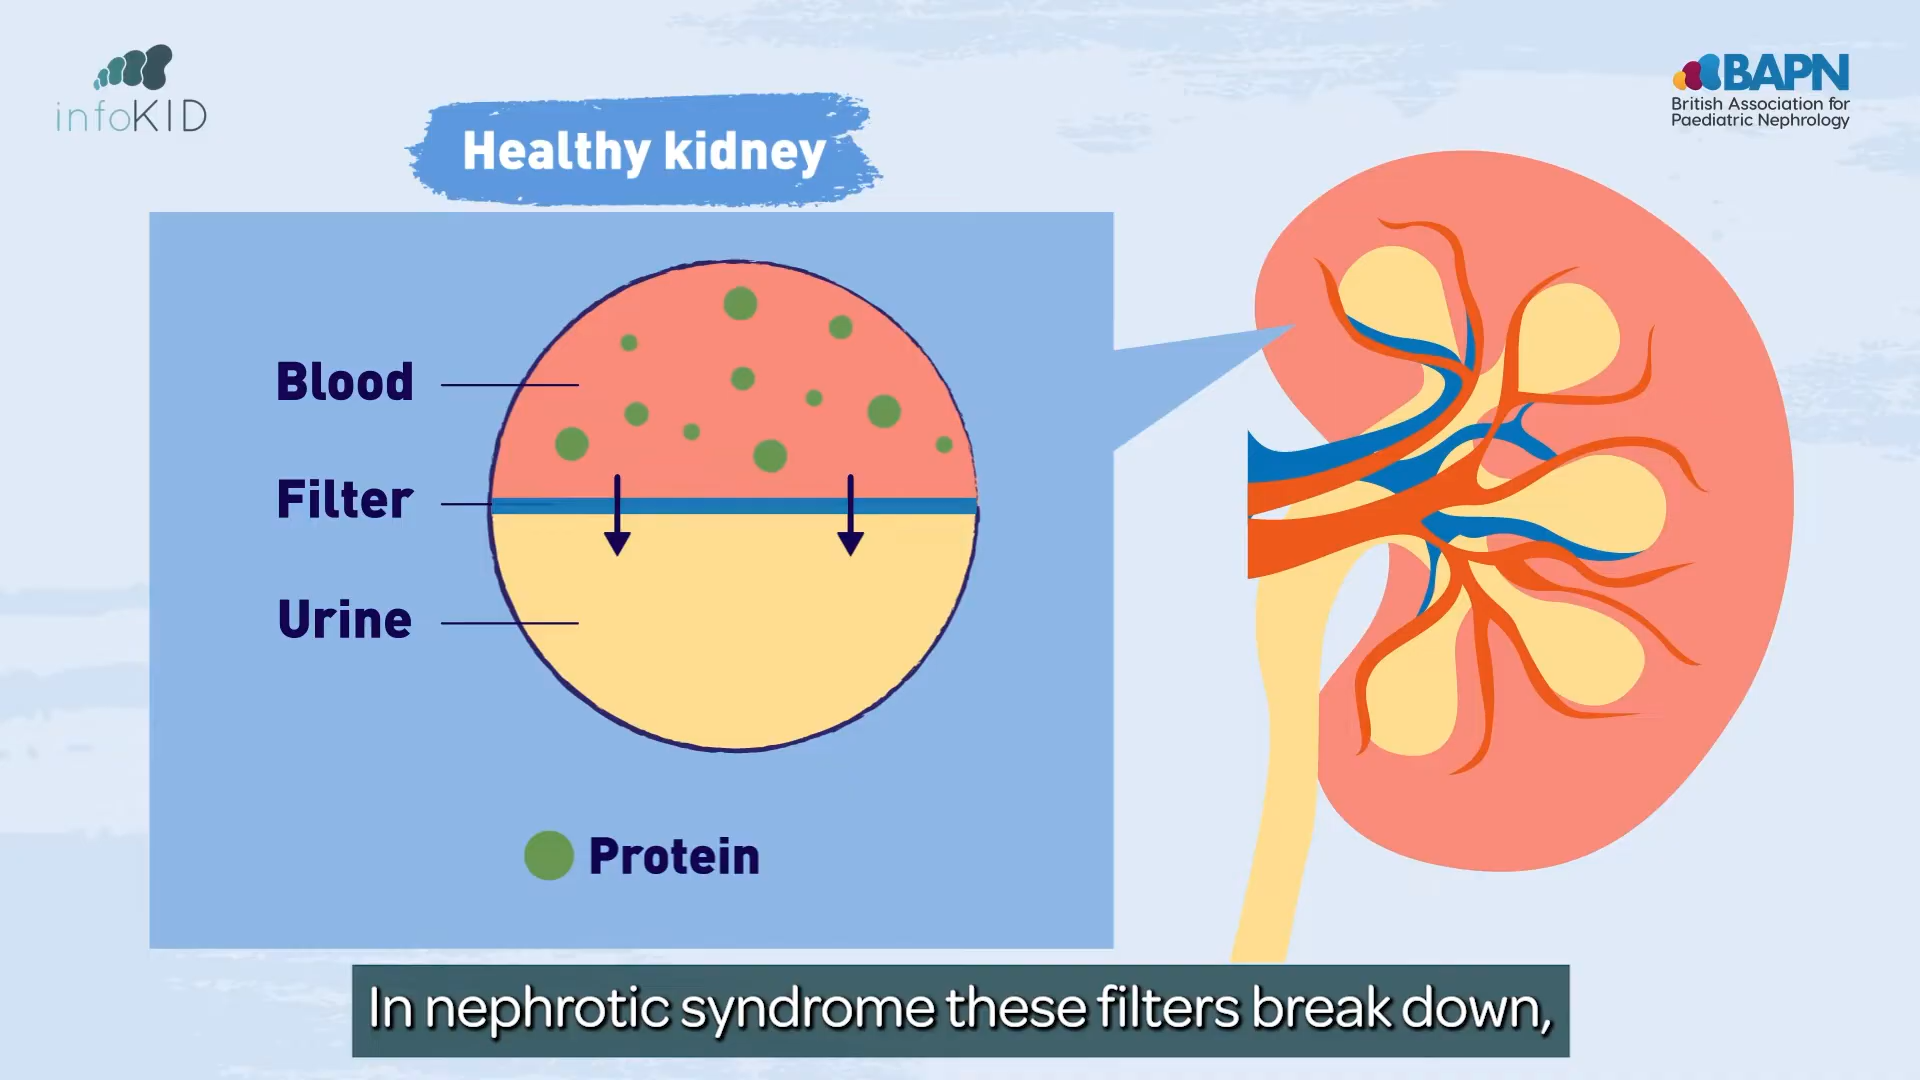 infoKID
BAPN
British Association for
Paediatric Nephrology
Healthy kidney
Blood
Filter
Urine
Protein
In nephrotic syndrome these filters break down,